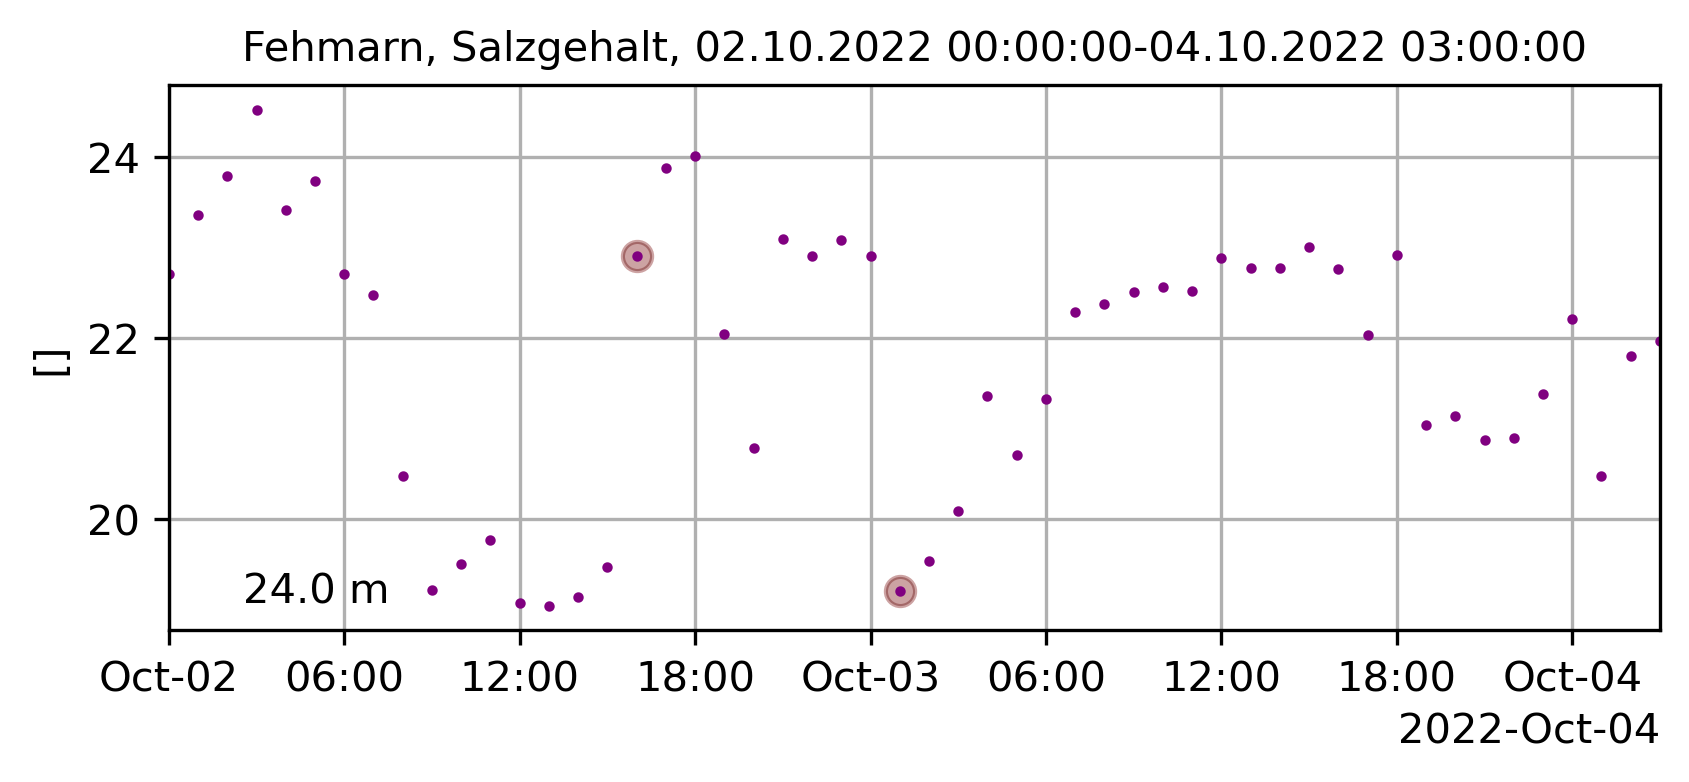 Fehmarn, Salzgehalt, 02.10.2022 00:00:00-04.10.2022 03:00:00
24
22
20
[]
24.0 m
Oct-02 06:00 12:00 18:00 Oct-03 06:00 12:00 18:00 Oct-04
2022-Oct-04